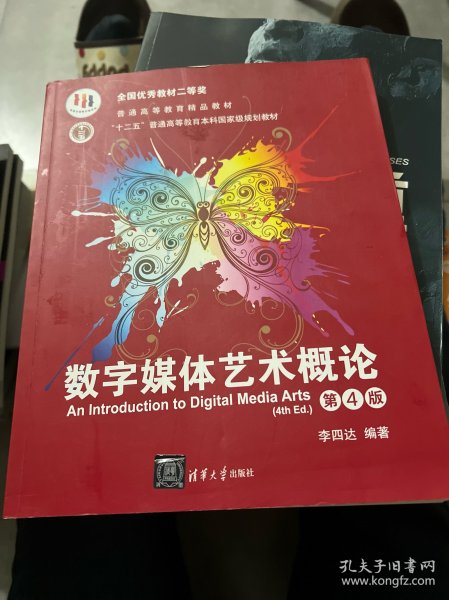 全国优秀教材二等奖
普通高等教育精品教材
"十二五"普通高等教育本科国家级规划教材
SES
数字媒体艺术概论
An Introduction to Digital Media Arts
(4th Ed.)
第4版
李四达 编著
清华大学出版社
孔夫子旧书网
www.kongfz.com